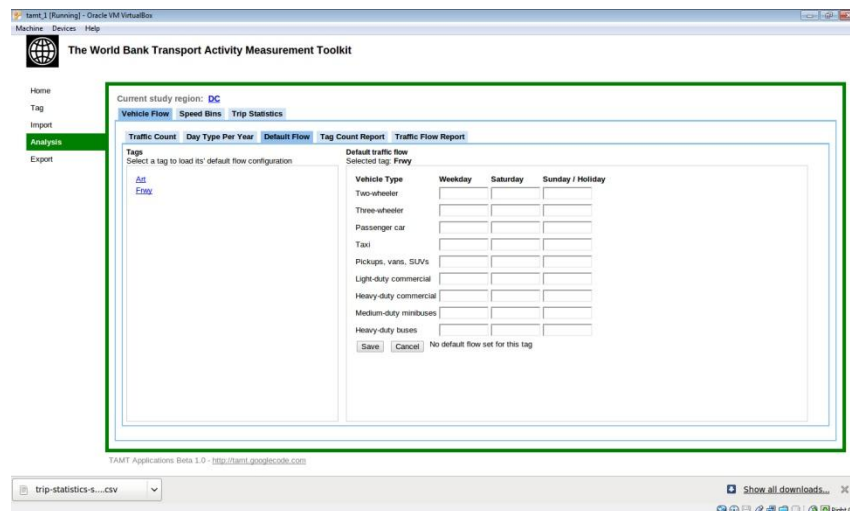 tamt_1 [Running] - Oracle VM VirtualBox
Machine Devices Help
The World Bank Transport Activity Measurement Toolkit
Home
Tag
Import
Analysis
Export
Current study region: DC
Vehicle Flow Speed Bins Trip Statistics
Traffic Count Day Type Per Year Default Flow Tag Count Report Traffic Flow Report
Tags
Select a tag to load its' default flow configuration
Art
Frwy
Default traffic flow
Selected tag: Frwy
Vehicle Type Weekday Saturday Sunday / Holiday
Two-wheeler
Three-wheeler
Passenger car
Taxi
Pickups, vans, SUVs
Light-duty commercial
Heavy-duty commercial
Medium-duty minibuses
Heavy-duty buses
Save Cancel No default flow set for this tag
TAMT Applications Beta 1.0 - http://tamt.googlecode.com
trip-statistics-s....csv
Show all downloads...
Right